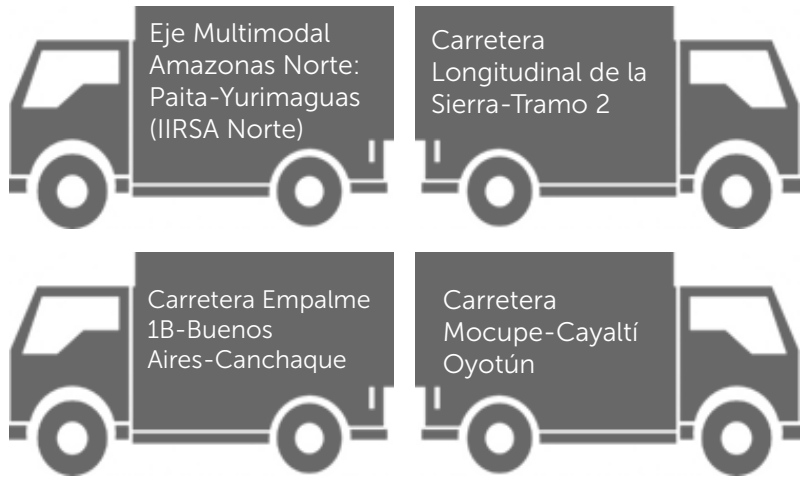 Eje Multimodal
Amazonas Norte:
Paita-Yurimaguas
(IIRSA Norte)
Carretera
Longitudinal de la
Sierra-Tramo 2
Carretera Empalme
1B-Buenos
Aires-Canchaque
Carretera
Mocupe-Cayaltí
Oyotún